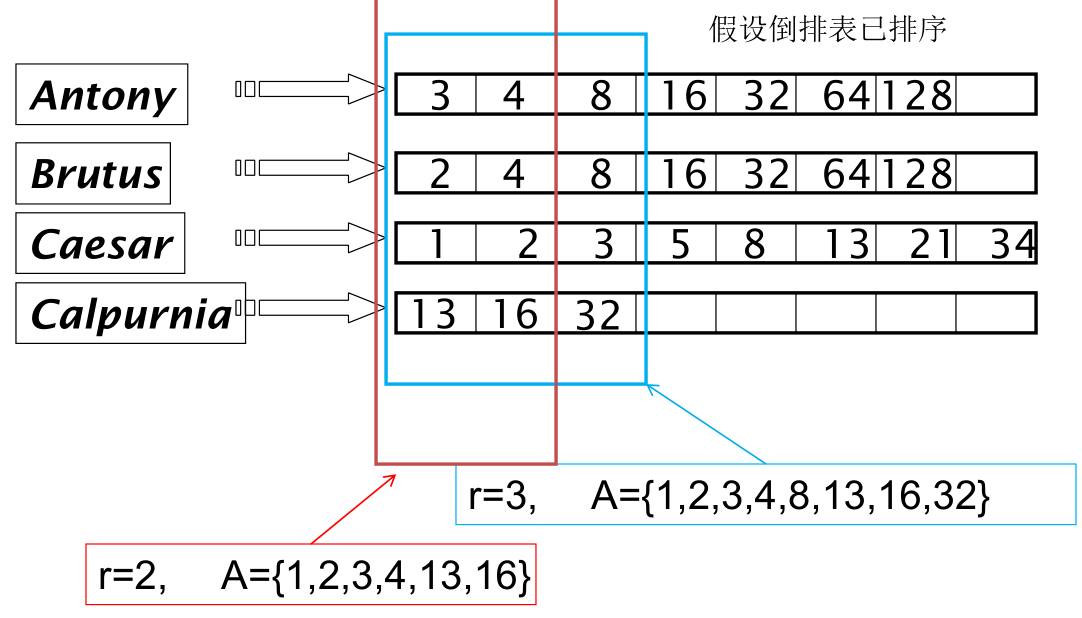 假设倒排表已排序
Antony 3 4 8 16 32 64 128
Brutus 2 4 8 16 32 64 128
Caesar 1 2 3 5 8 13 21 34
Calpurnia 13 16 32
r=3, A={1,2,3,4,8,13,16,32}
r=2, A={1,2,3,4,13,16}